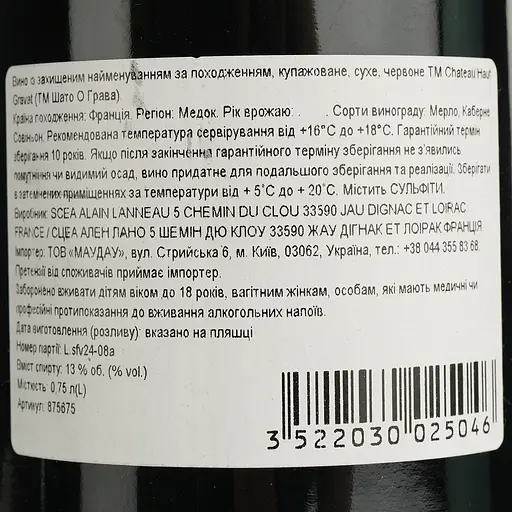 Вино із захищеним найменуванням за походженням, купажоване, сухе, червоне ТМ Chateau Haut
Gravat (ТМ Шато О Грава)
Країна походження: Франція. Регіон: Медок. Рік врожаю: . . Сорти винограду: Мерло, Каберне
Совіньон. Рекомендована температура сервірування від +16°С до +18°С. Гарантійний термін
зберігання 10 років. Якщо після закінчення гарантійного терміну зберігання не з'явились
помутніння чи видимий осад, вино придатне для подальшого зберігання та реалізації. Зберігати
в затемнених приміщеннях за температури від + 5˚С до + 20˚С. Містить СУЛЬФІТИ.
Виробник: SCEA ALAIN LANNEAU 5 CHEMIN DU CLOU 33590 JAU DIGNAC ET LOIRAC
FRANCE / СЦЕА АЛЕН ЛАНО 5 ШЕМІН ДЮ КЛОУ 33590 ЖАУ ДІГНАК ЕТ ЛОІРАК ФРАНЦІЯ
Імпортер: ТОВ «МАУДАУ», вул. Стрийська 6, м. Київ, 03062, Україна, тел.: +38 044 355 83 68.
Претензії від споживачів приймає імпортер.
Заборонено вживати дітям віком до 18 років, вагітним жінкам, особам, які мають медичні чи
професійні протипоказання до вживання алкогольних напоїв.
Дата виготовлення (розливу): вказано на пляшці
Номер партії: L.sfv24-08a
Вміст спирту: 13 % об. (% vol.)
Місткість: 0,75 л(L)
Артикул: 875675
3 522030 025046